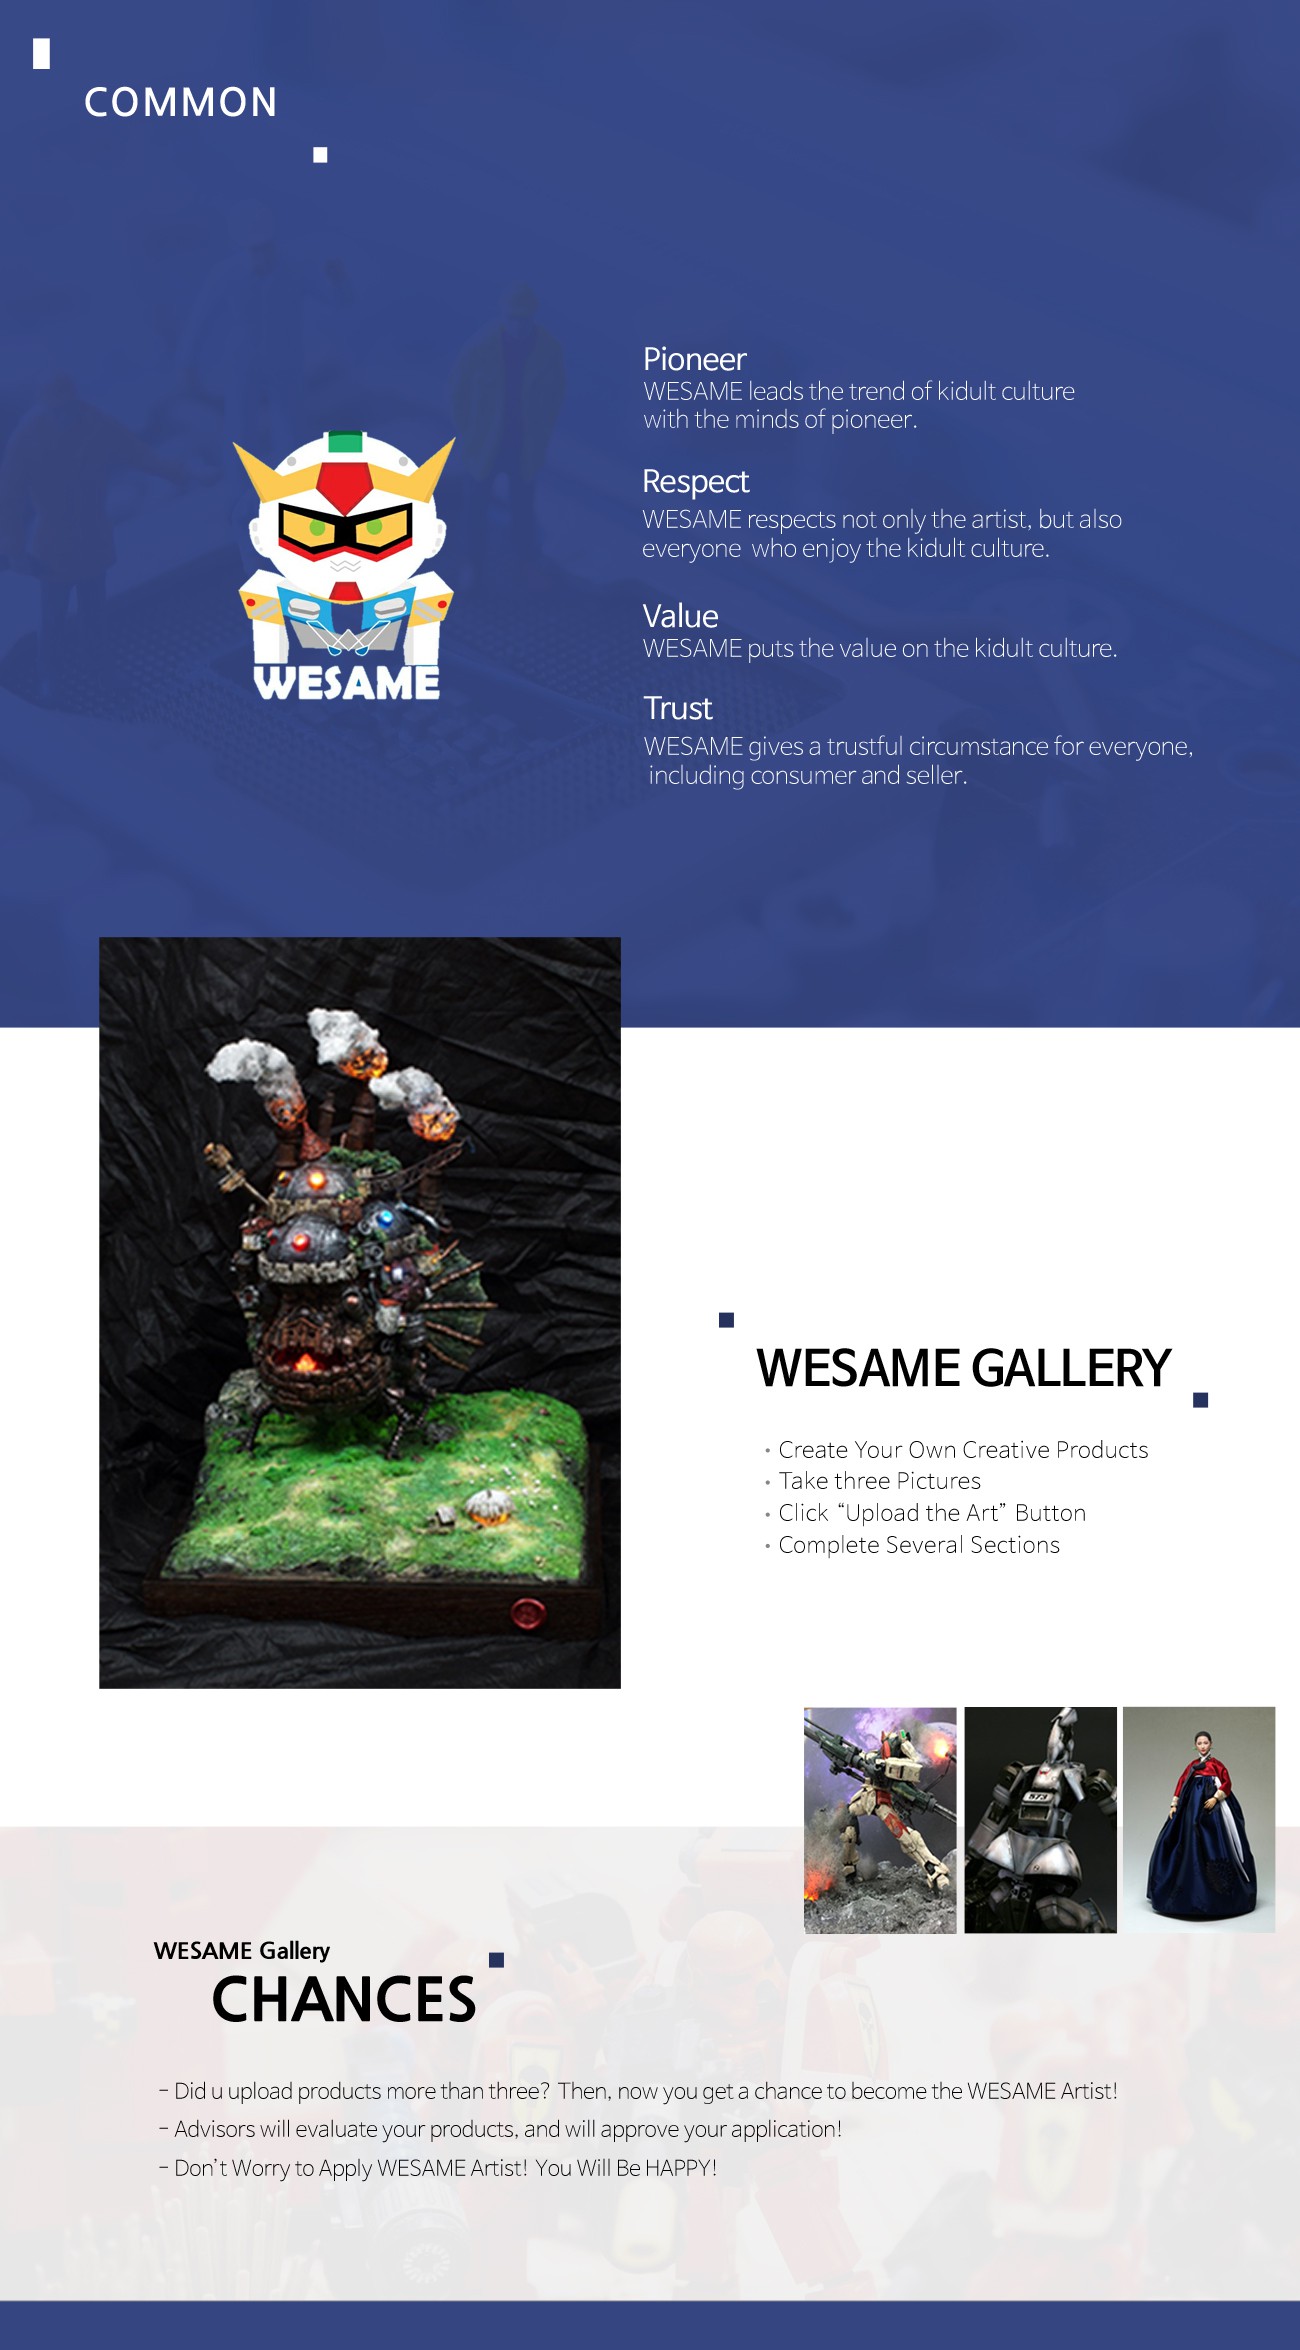 COMMON
WESAME
Pioneer
WESAME leads the trend of kidult culture
with the minds of pioneer.
Respect
WESAME respects not only the artist, but also
everyone who enjoy the kidult culture.
Value
WESAME puts the value on the kidult culture.
Trust
WESAME gives a trustful circumstance for everyone,
including consumer and seller.
WESAME GALLERY
• Create Your Own Creative Products
• Take three Pictures
• Click “Upload the Art” Button
• Complete Several Sections
WESAME Gallery
CHANCES
- Did u upload products more than three? Then, now you get a chance to become the WESAME Artist!
- Advisors will evaluate your products, and will approve your application!
- Don’t Worry to Apply WESAME Artist! You Will Be HAPPY!